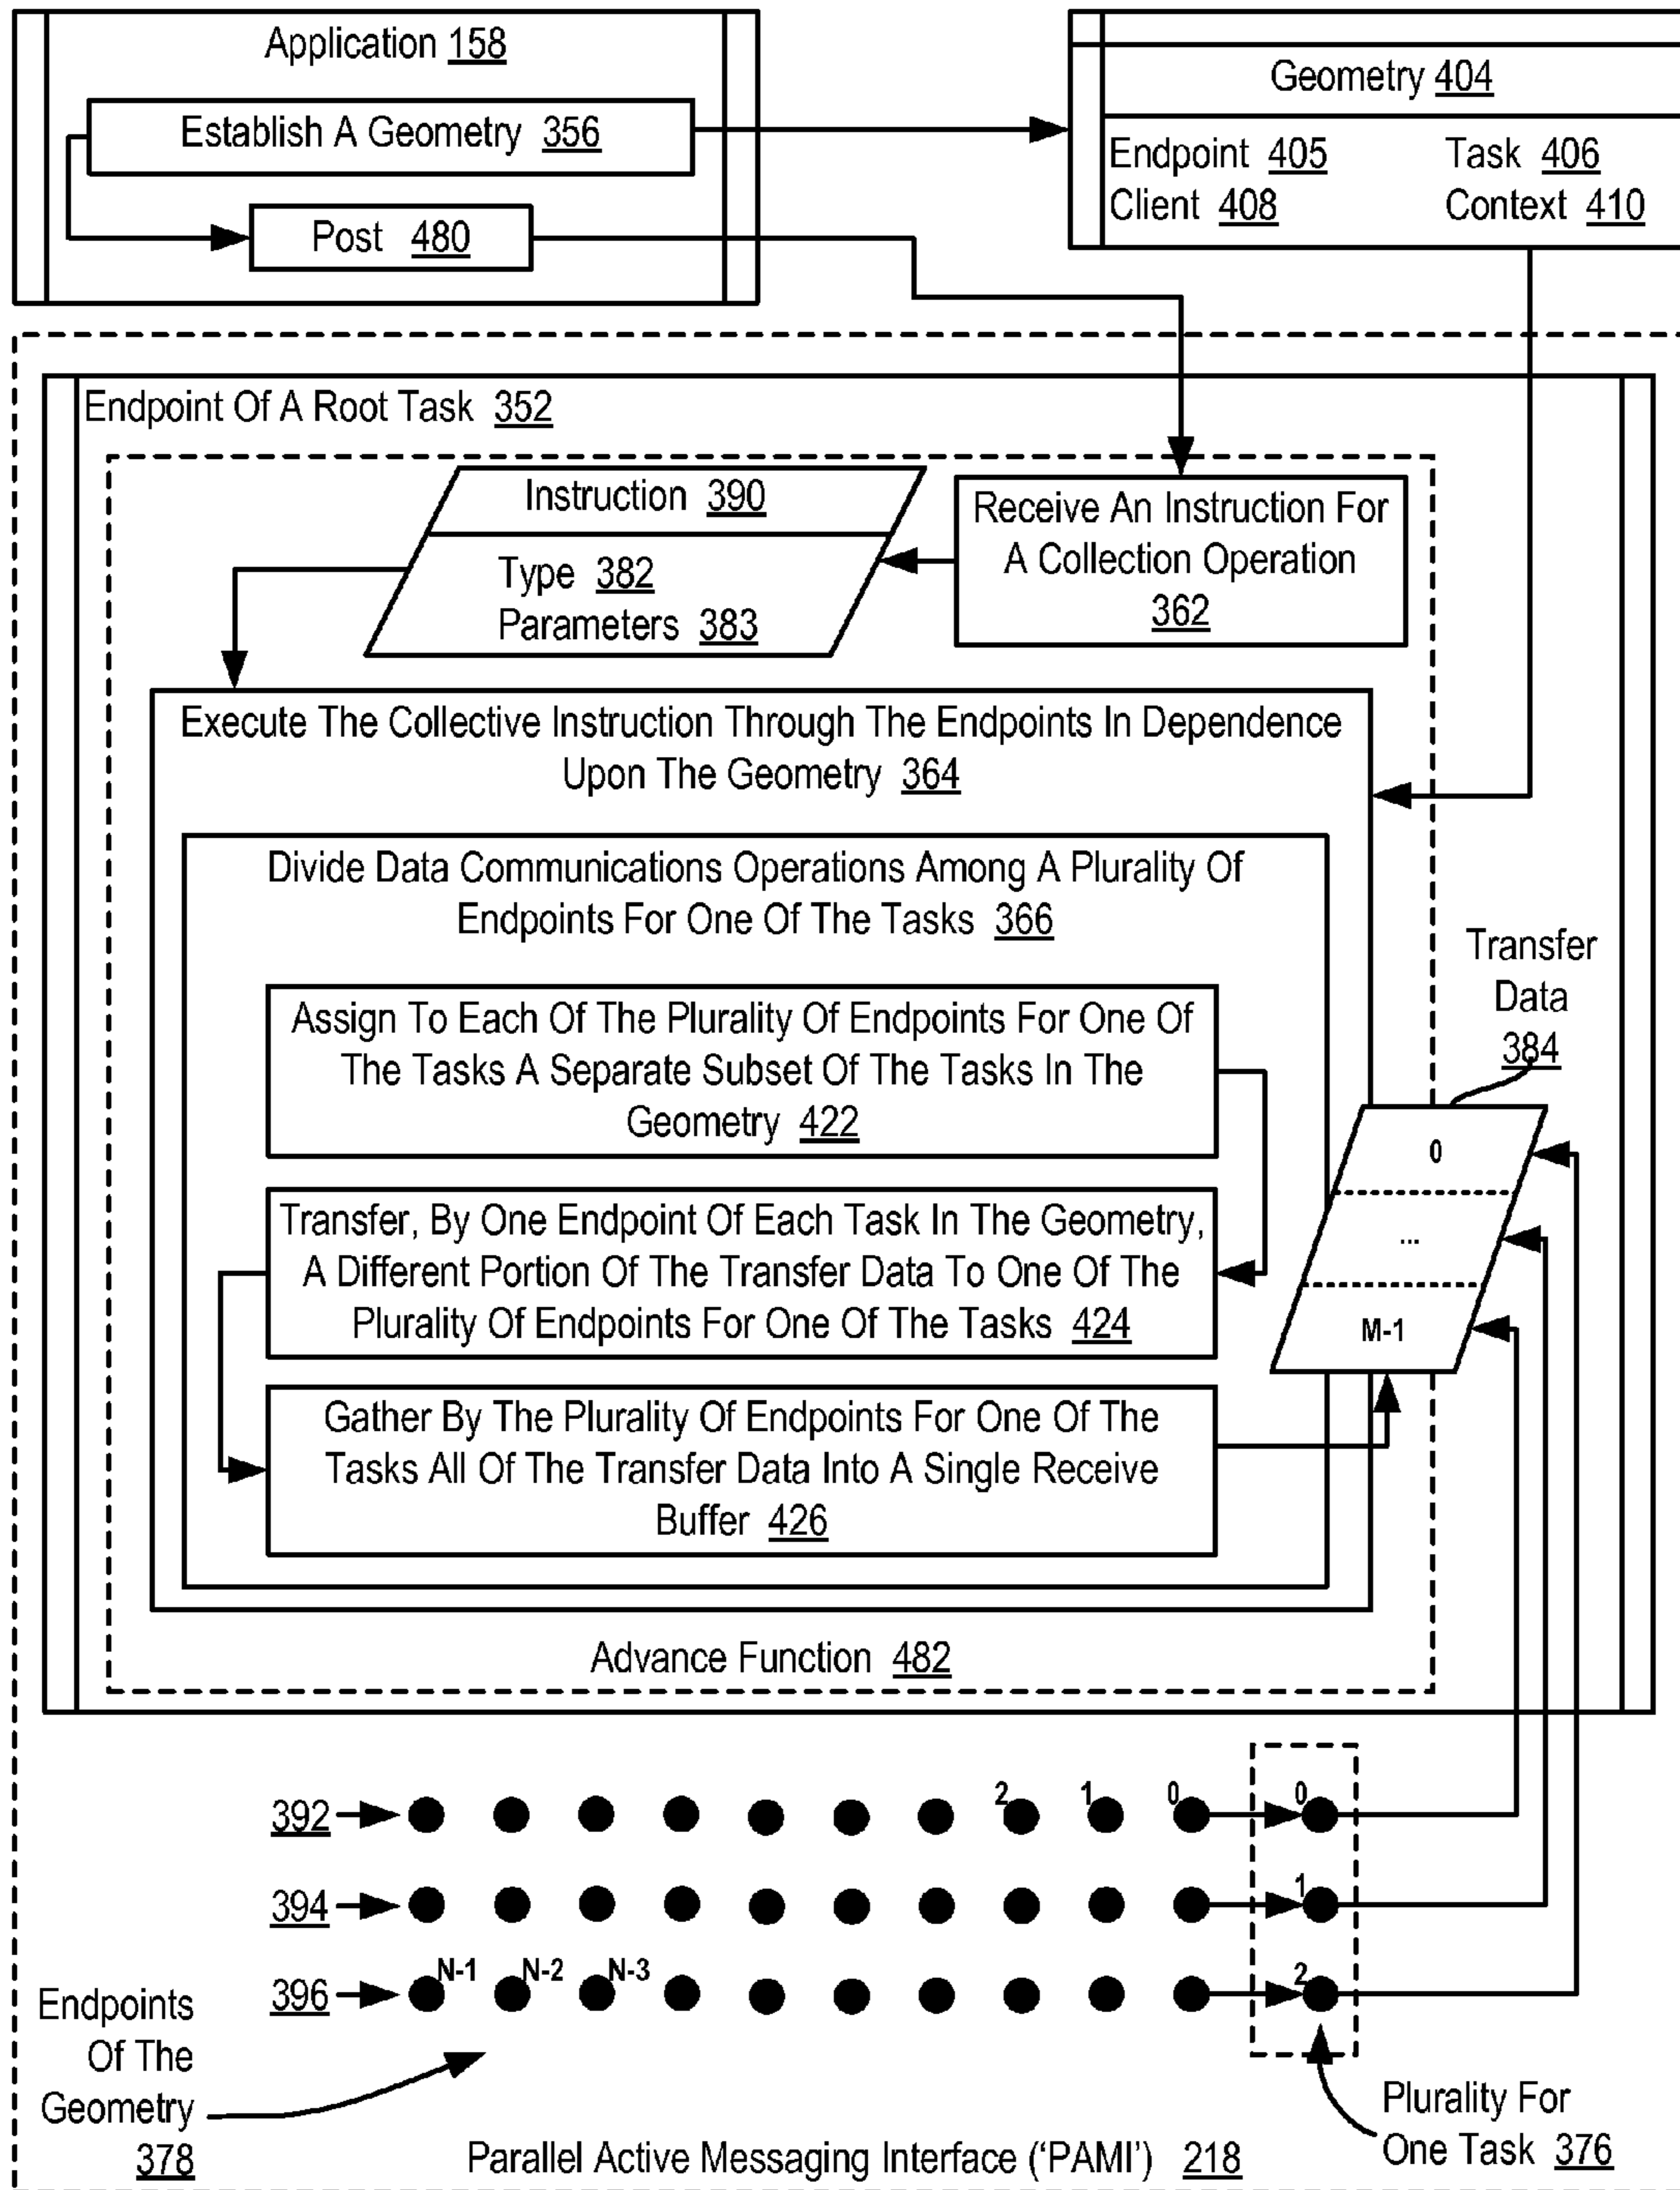 Application 158
Establish A Geometry 356
Post 480
Geometry 404
Endpoint 405 Task 406
Client 408 Context 410
Endpoint Of A Root Task 352
Instruction 390
Type 382
Parameters 383
Receive An Instruction For
A Collection Operation
362
Execute The Collective Instruction Through The Endpoints In Dependence
Upon The Geometry 364
Divide Data Communications Operations Among A Plurality Of
Endpoints For One Of The Tasks 366
Assign To Each Of The Plurality Of Endpoints For One Of
The Tasks A Separate Subset Of The Tasks In The
Geometry 422
Transfer, By One Endpoint Of Each Task In The Geometry,
A Different Portion Of The Transfer Data To One Of The
Plurality Of Endpoints For One Of The Tasks 424
Gather By The Plurality Of Endpoints For One Of The
Tasks All Of The Transfer Data Into A Single Receive
Buffer 426
Transfer
Data
384
0
...
M-1
Advance Function 482
392 2 1 0 0
394 1
396 N-1 N-2 N-3 2
Endpoints
Of The
Geometry
378
Parallel Active Messaging Interface (‘PAMI’) 218
Plurality For
One Task 376